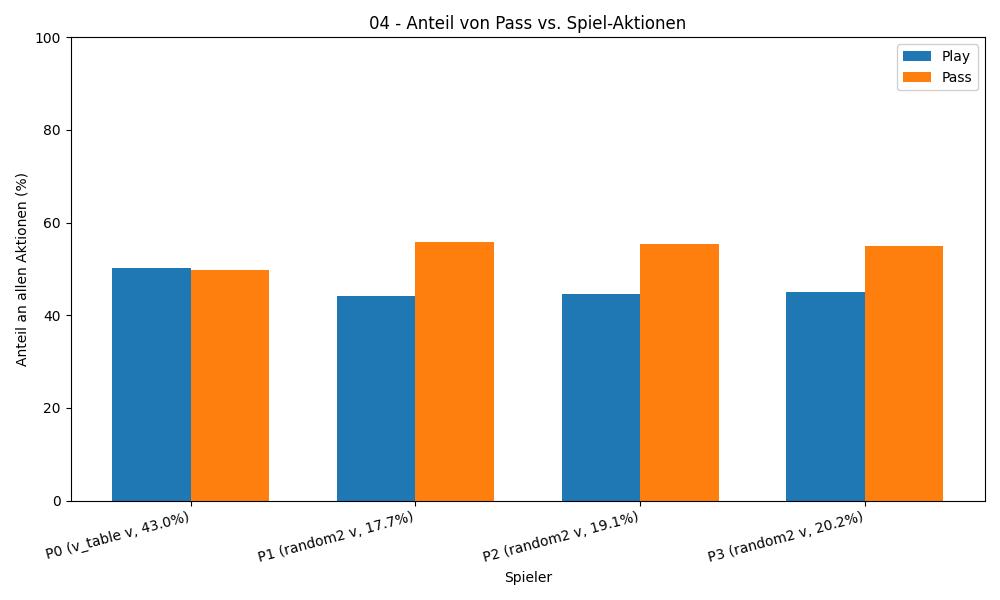 04 - Anteil von Pass vs. Spiel-Aktionen
Play
Pass
Anteil an allen Aktionen (%)
100
80
60
40
20
0
P0 (v_table v, 43.0%)
P1 (random2 v, 17.7%)
P2 (random2 v, 19.1%)
P3 (random2 v, 20.2%)
Spieler